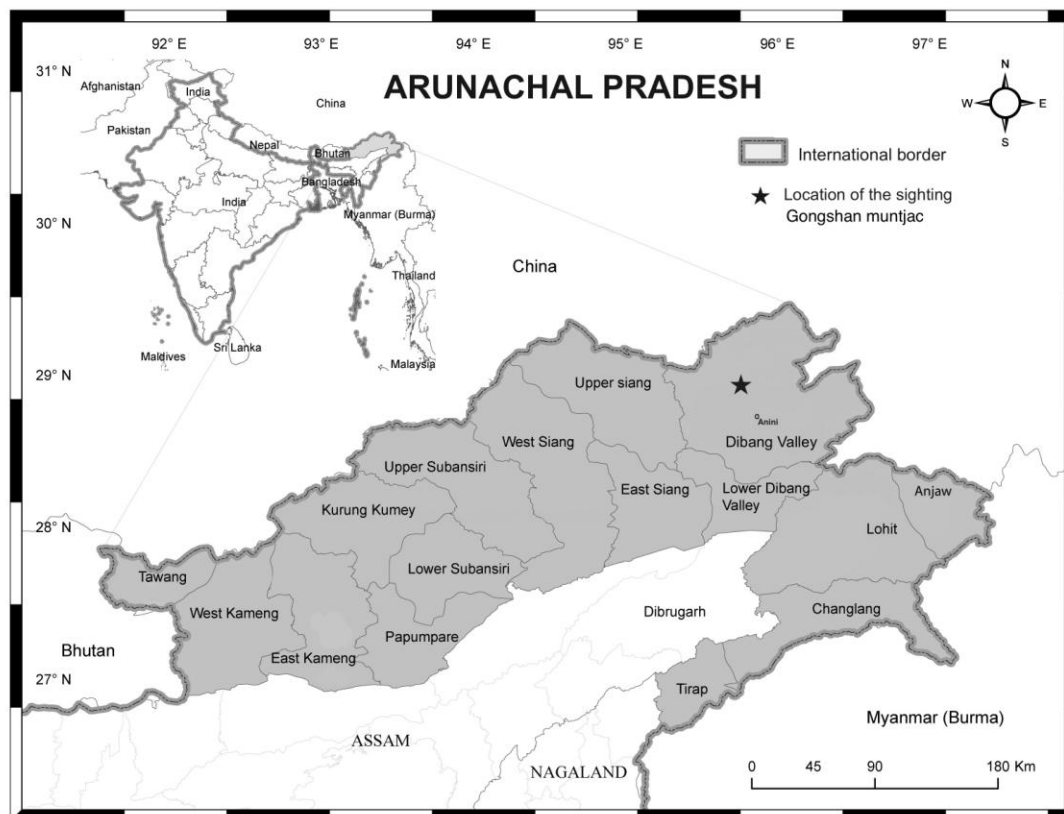 92° E 93° E 94° E 95° E 96° E 97° E
31° N
30° N
29° N
28° N
27° N
ARUNACHAL PRADESH
N
W E
S
International border
Location of the sighting
Gongshan muntjac
Afghanistan
India
China
Pakistan
Nepal
Bhutan
Bangladesh
India
Myanmar (Burma)
Thailand
Maldives
Sri Lanka
Malaysia
China
Upper siang
Anini
Dibang Valley
West Siang
Upper Subansiri
East Siang
Lower Dibang
Valley
Anjaw
Kurung Kumey
Lohit
Tawang
Lower Subansiri
West Kameng
Changlang
Dibrugarh
Papumpare
Bhutan
East Kameng
Tirap
Myanmar (Burma)
ASSAM
NAGALAND
0 45 90 180 Km